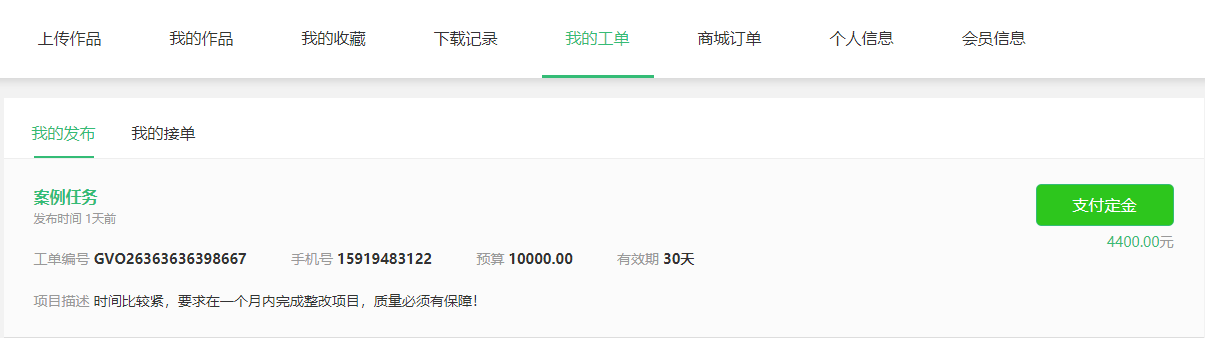 上传作品 我的作品 我的收藏 下载记录 我的工单 商城订单 个人信息 会员信息
我的发布 我的接单
案例任务
发布时间 1天前
支付定金
4400.00元
工单编号 GVO26363636398667 手机号 15919483122 预算 10000.00 有效期 30天
项目描述 时间比较紧，要求在一个月内完成整改项目，质量必须有保障！